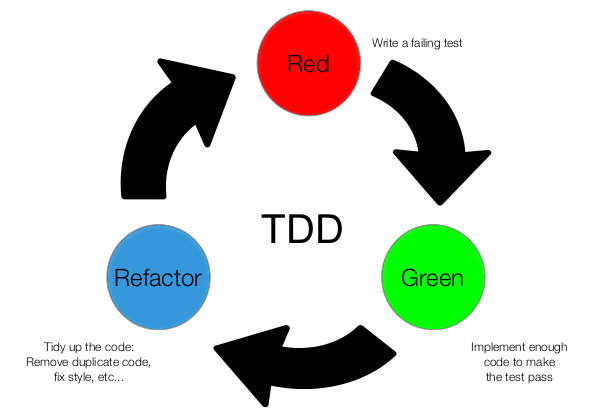 Red
Write a failing test
TDD
Green
Implement enough
code to make
the test pass
Refactor
Tidy up the code:
Remove duplicate code,
fix style, etc...